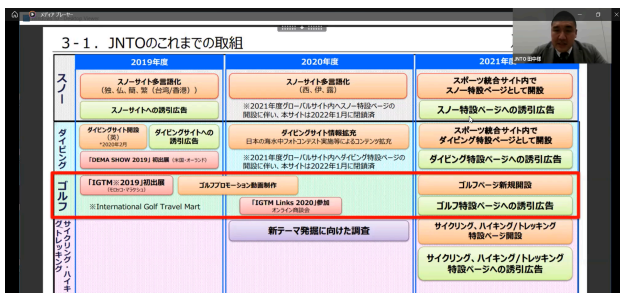 メディア プレーヤー
3-1. JNTOのこれまでの取組
JNTO 田中様
2019年度
2020年度
2021年度
スノー
スノーサイト多言語化
(独、仏、簡、繁(台湾/香港))
スノーサイトへの誘引広告
スノーサイト多言語化
(西、伊、露)
※2021年度グローバルサイト内へスノー特設ページの
開設に伴い、本サイトは2022年1月に閉鎖済
スポーツ統合サイト内で
スノー特設ページとして開設
スノー特設ページへの誘引広告
ダイビング
ダイビングサイト開設
(英)
*2020年2月
ダイビングサイトへの
誘引広告
「DEMA SHOW 2019」初出展(米国・オーランド)
ダイビングサイト情報拡充
日本の海水中フォトコンテスト実施等によるコンテンツ拡充
※2021年度グローバルサイト内へダイビング特設ページの
開設に伴い、本サイトは2022年1月に閉鎖済
スポーツ統合サイト内で
ダイビング特設ページとして開設
ダイビング特設ページへの誘引広告
ゴルフ
「IGTM※2019」初出展
(モロッコ・マラケシュ)
※International Golf Travel Mart
ゴルフプロモーション動画制作
「IGTM Links 2020」参加
オンライン商談会
ゴルフページ新規開設
ゴルフ特設ページへの誘引広告
サイクリング・ハイキ
ング
トレッキング
新テーマ発掘に向けた調査
サイクリング、ハイキング/トレッキング
特設ページ開設
サイクリング、ハイキング/トレッキング
特設ページへの誘引広告